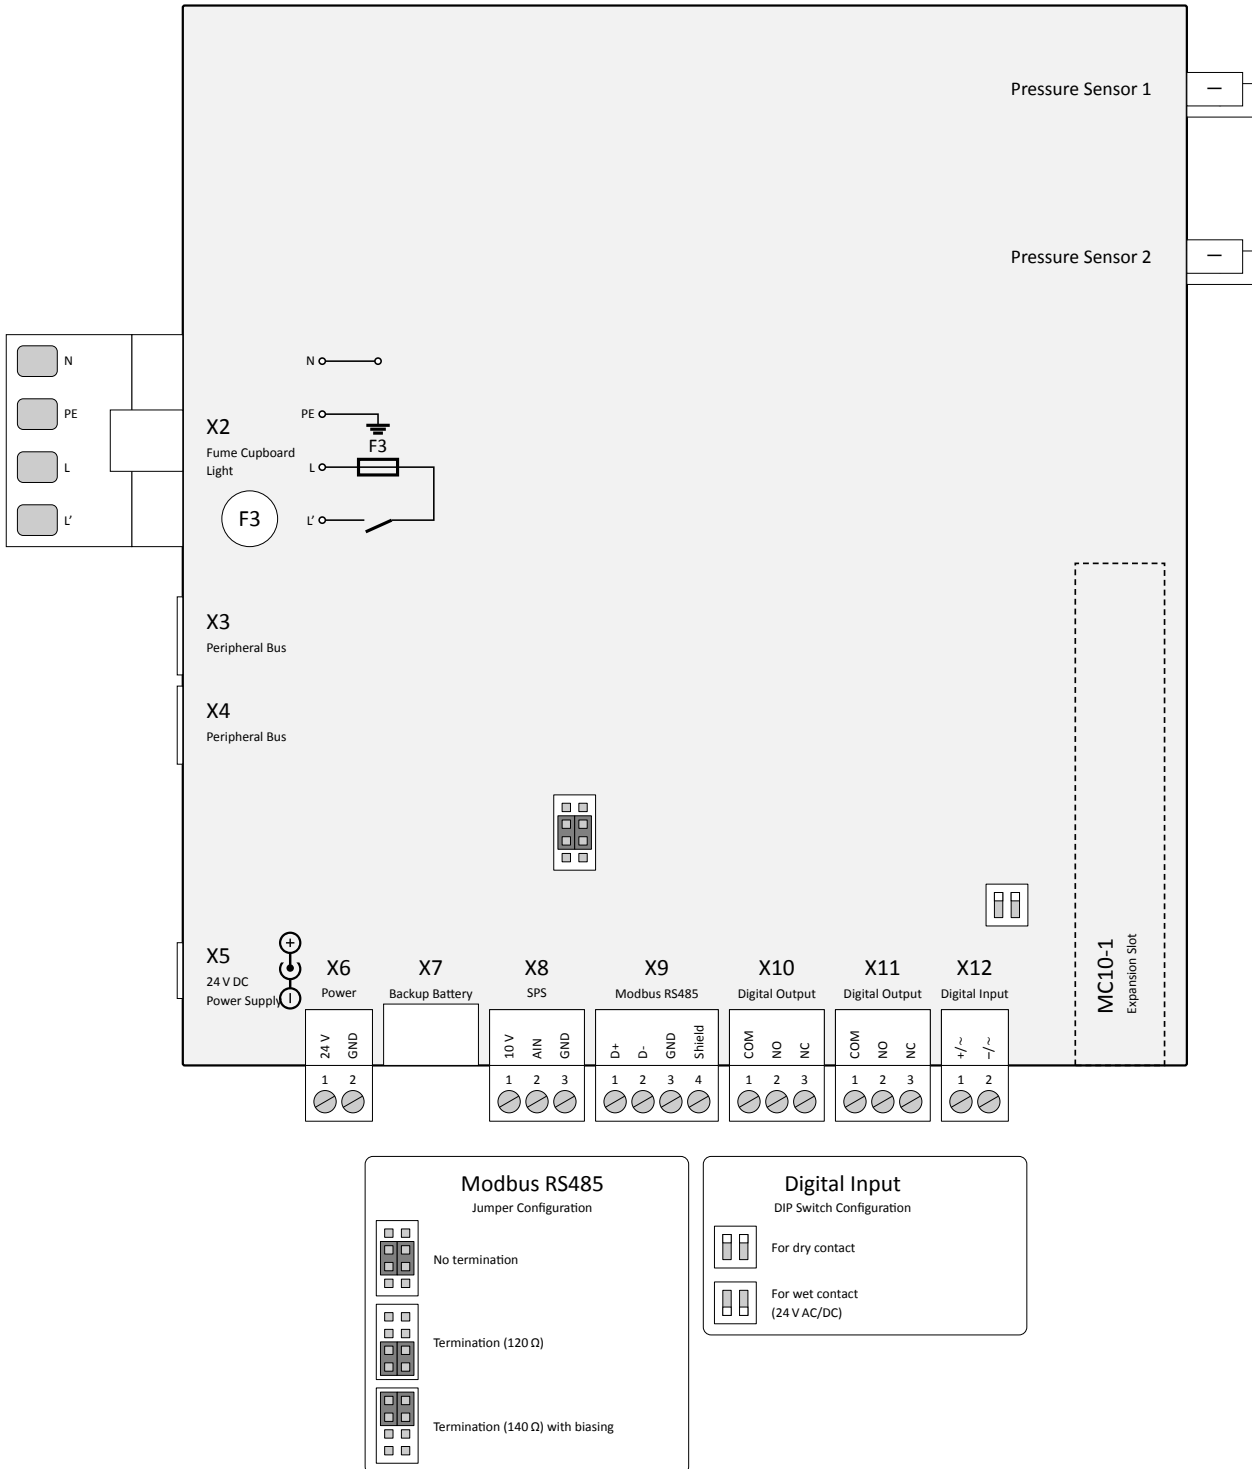 Pressure Sensor 1
Pressure Sensor 2
N
PE
L
L'
X2
Fume Cupboard
Light
F3
N
PE
F3
L
L'
X3
Peripheral Bus
X4
Peripheral Bus
X5
24 V DC
Power Supply
X6
Power
X7
Backup Battery
X8
SPS
X9
Modbus RS485
X10
Digital Output
X11
Digital Output
X12
Digital Input
MC10-1
Expansion Slot
24 V
GND
10 V
AIN
GND
D+
D-
GND
Shield
COM
NO
NC
COM
NO
NC
+/~
−/~
1 2
1 2 3
1 2 3 4
1 2 3
1 2 3
1 2
Modbus RS485
Jumper Configuration
No termination
Termination (120 Ω)
Termination (140 Ω) with biasing
Digital Input
DIP Switch Configuration
For dry contact
For wet contact
(24 V AC/DC)